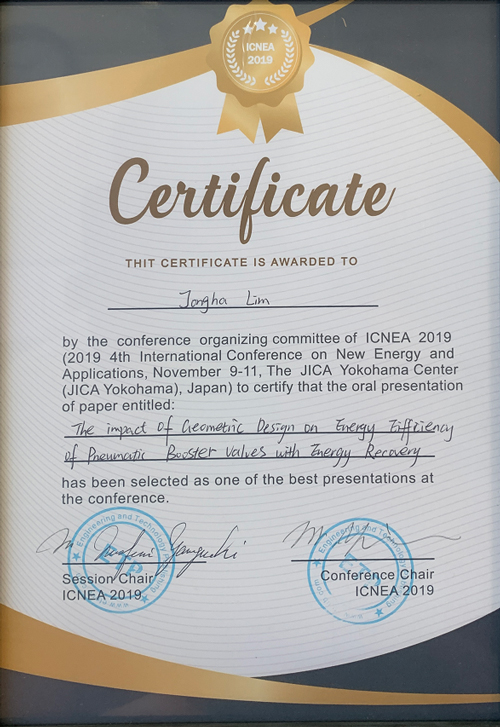 ICNEA
2019
Certificate
THIT CERTIFICATE IS AWARDED TO
Jongha Lim
by the conference organizing committee of ICNEA 2019
(2019 4th International Conference on New Energy and
Applications, November 9-11, The JICA Yokohama Center
(JICA Yokohama), Japan) to certify that the oral presentation
of paper entitled:
The impact of Geometric Design on Energy Efficiency
of Pneumatic Booster Valves with Energy Recovery
has been selected as one of the best presentations at
the conference.
Session Chair
ICNEA 2019
Conference Chair
ICNEA 2019
Engineering and Technology